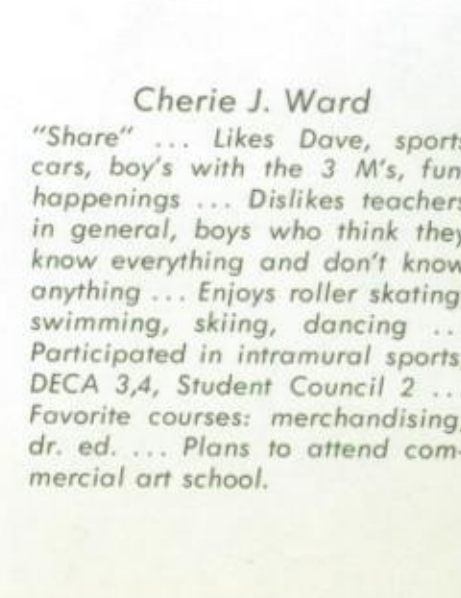 Cherie J. Ward
"Share" ... Likes Dave, sports
cars, boy's with the 3 M's, fun
happenings ... Dislikes teachers
in general, boys who think they
know everything and don't know
anything ... Enjoys roller skating,
swimming, skiing, dancing ...
Participated in intramural sports,
DECA 3,4, Student Council 2 ...
Favorite courses: merchandising,
dr. ed. ... Plans to attend com-
mercial art school.